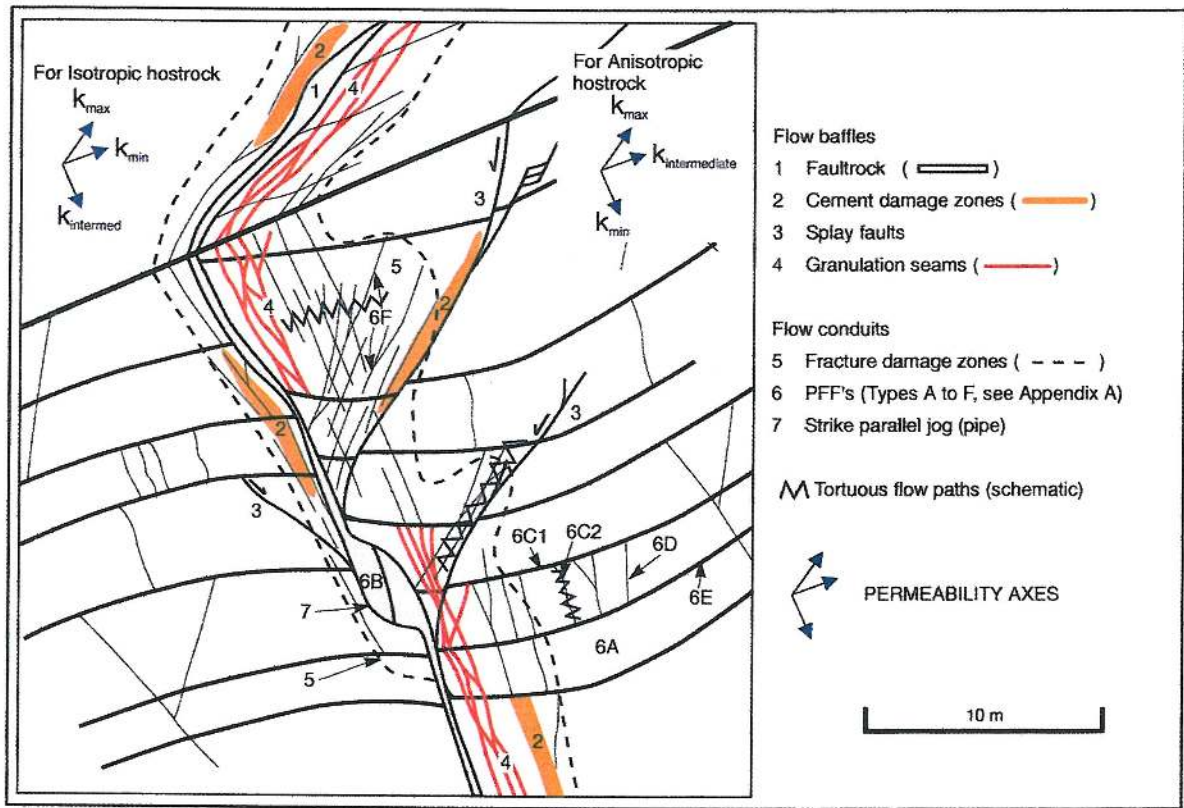 For Isotropic hostrock
kmax
kmin
kintermed
2
1
4
For Anisotropic
hostrock
kmax
kintermediate
kmin
3
5
4
6F
2
2
3
3
6C1
6C2
6D
6B
6E
7
6A
5
2
4
Flow baffles
1 Faultrock ( )
2 Cement damage zones ( )
3 Splay faults
4 Granulation seams ( )
Flow conduits
5 Fracture damage zones ( - - - - )
6 PFF's (Types A to F, see Appendix A)
7 Strike parallel jog (pipe)
Tortuous flow paths (schematic)
PERMEABILITY AXES
10 m